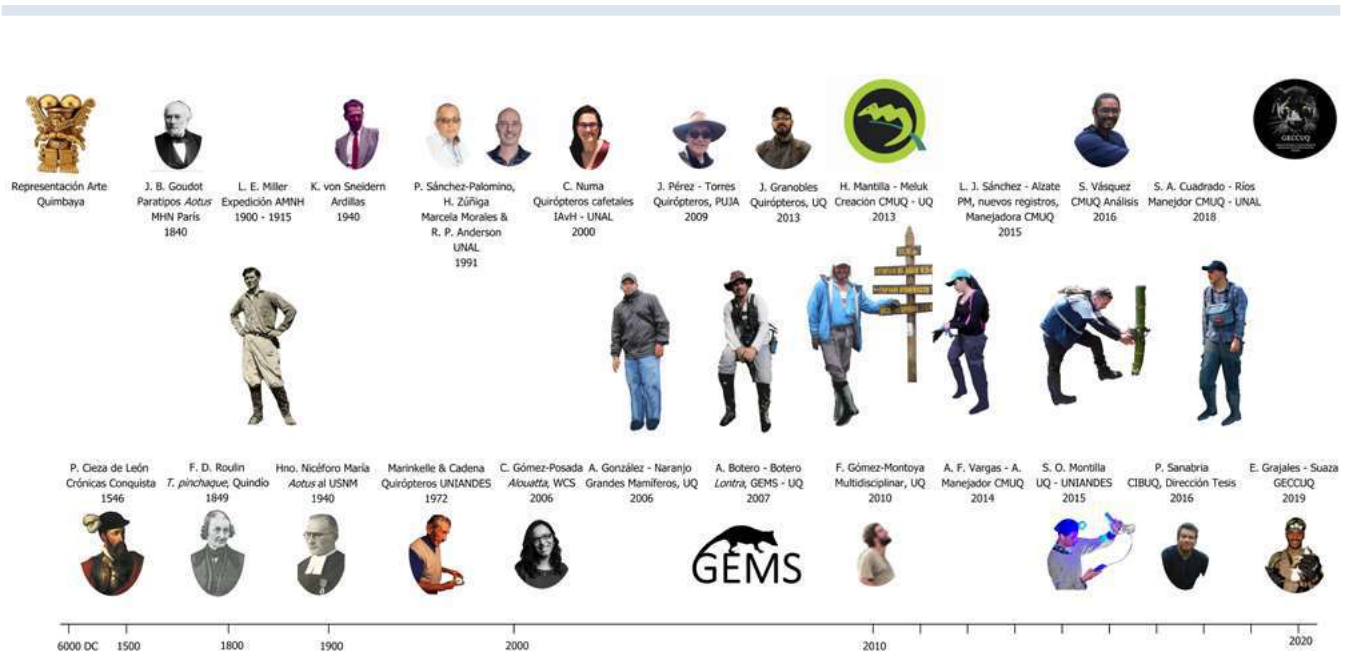 Representación Arte
Quimbaya
J. B. Goudot
Paratipos Aotus
MHN París
1840
L. E. Miller
Expedición AMNH
1900 - 1915
K. von Sneidern
Ardillas
1940
P. Sánchez-Palomino,
H. Zúñiga
Marcela Morales &
R. P. Anderson
UNAL
1991
C. Numa
Quirópteros cafetales
IAvH - UNAL
2000
J. Pérez - Torres
Quirópteros, PUJA
2009
J. Granobles
Quirópteros, UQ
2013
H. Mantilla - Meluk
Creación CMUQ - UQ
2013
L. J. Sánchez - Alzate
PM, nuevos registros,
Manejadora CMUQ
2015
S. Vásquez
CMUQ Análisis
2016
S. A. Cuadrado - Ríos
Manejdor CMUQ - UNAL
2018
GECCUQ
P. Cieza de León
Crónicas Conquista
1546
F. D. Roulin
T. pinchaque, Quindío
1849
Hno. Nicéforo María
Aotus al USNM
1940
Marinkelle & Cadena
Quirópteros UNIANDES
1972
C. Gómez-Posada
Alouatta, WCS
2006
A. González - Naranjo
Grandes Mamíferos, UQ
2006
A. Botero - Botero
Lontra, GEMS - UQ
2007
F. Gómez-Montoya
Multidisciplinar, UQ
2010
A. F. Vargas - A.
Manejador CMUQ
2014
S. O. Montilla
UQ - UNIANDES
2015
P. Sanabria
CIBUQ, Dirección Tesis
2016
E. Grajales - Suaza
GECCUQ
2019
GEMS
6000 DC
1500
1800
1900
2000
2010
2020